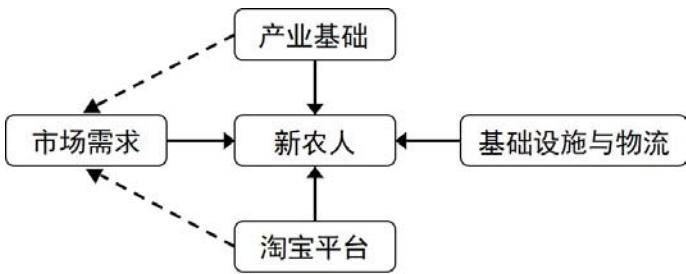 产业基础
市场需求
新农人
基础设施与物流
淘宝平台